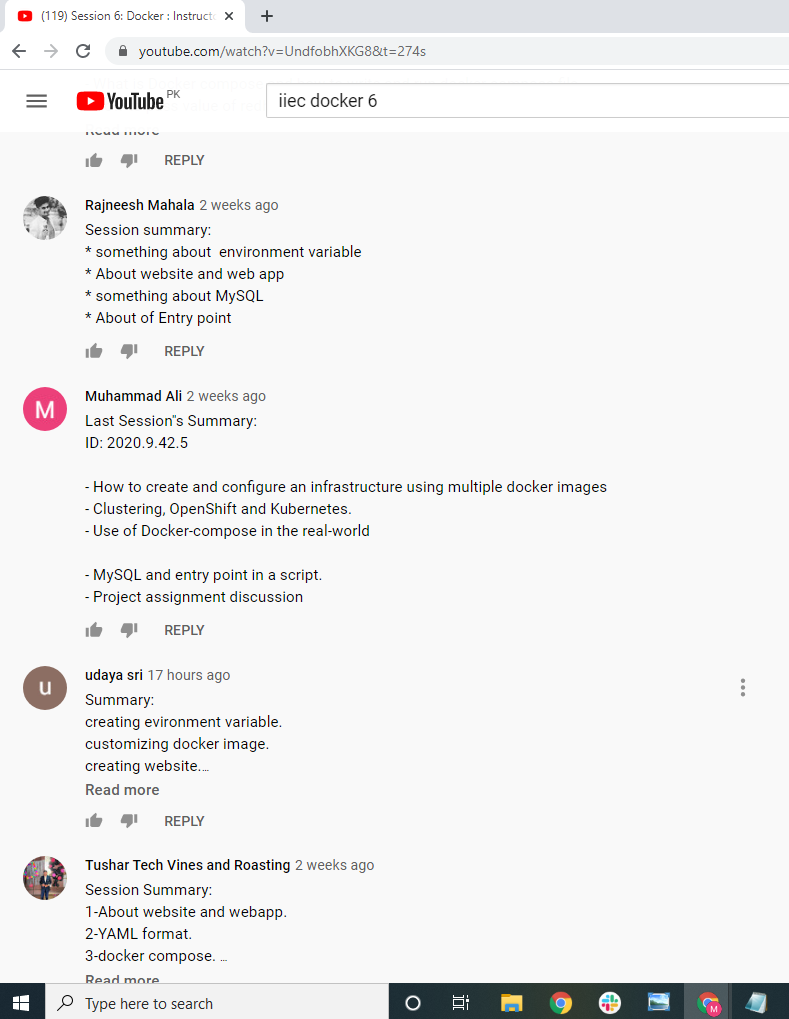 (119) Session 6: Docker : Instructo
youtube.com/watch?v=UndfobhXKG8&t=274s
YouTube PK
iiec docker 6
Read more
REPLY
Rajneesh Mahala 2 weeks ago
Session summary:
* something about  environment variable
* About website and web app
* something about MySQL
* About of Entry point
REPLY
M
Muhammad Ali 2 weeks ago
Last Session"s Summary:
ID: 2020.9.42.5
- How to create and configure an infrastructure using multiple docker images
- Clustering, OpenShift and Kubernetes.
- Use of Docker-compose in the real-world
- MySQL and entry point in a script.
- Project assignment discussion
REPLY
u
udaya sri 17 hours ago
Summary:
creating evironment variable.
customizing docker image.
creating website...
Read more
REPLY
Tushar Tech Vines and Roasting 2 weeks ago
Session Summary:
1-About website and webapp.
2-YAML format.
3-docker compose. ...
Read more
Type here to search
M